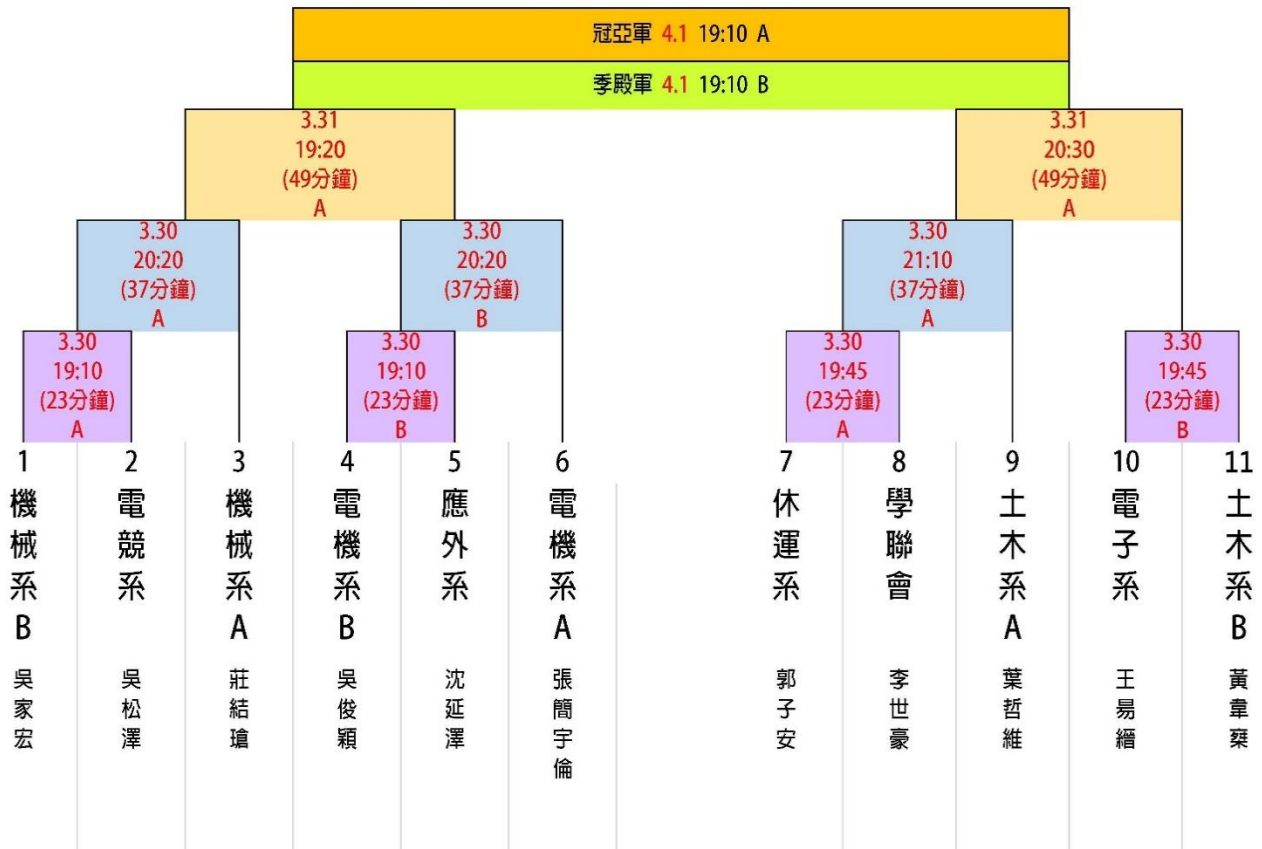 冠亞軍 4.1 19:10 A
季殿軍 4.1 19:10 B
3.31
19:20
(49分鐘)
A
3.31
20:30
(49分鐘)
A
3.30
20:20
(37分鐘)
A
3.30
20:20
(37分鐘)
B
3.30
21:10
(37分鐘)
A
3.30
19:10
(23分鐘)
A
3.30
19:10
(23分鐘)
B
3.30
19:45
(23分鐘)
A
3.30
19:45
(23分鐘)
B
1
機械系B
吳家宏
2
電競系
吳松澤
3
機械系A
莊結瑲
4
電機系B
吳俊穎
5
應外系
沈延澤
6
電機系A
張簡宇倫
7
休運系
郭子安
8
學聯會
李世豪
9
土木系A
葉哲維
10
電子系
王易縉
11
土木系B
黃韋